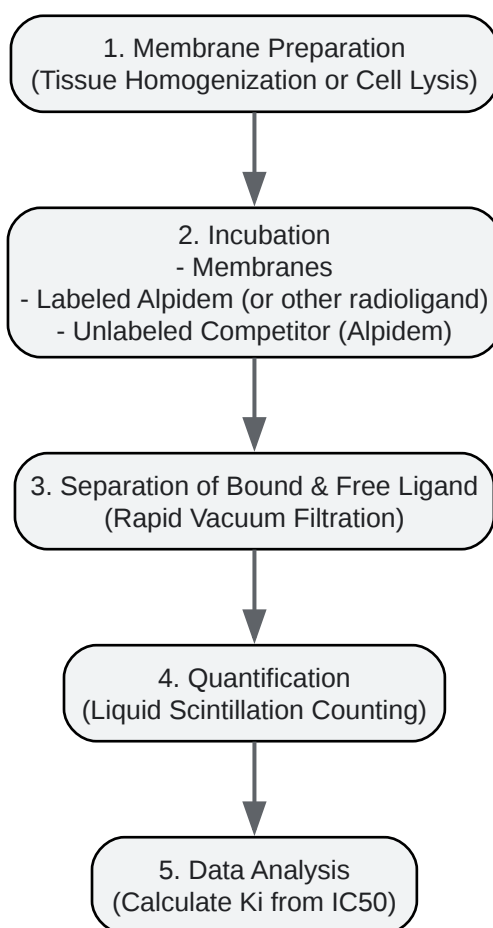 1. Membrane Preparation
(Tissue Homogenization or Cell Lysis)
2. Incubation
- Membranes
- Labeled Alpidem (or other radioligand)
- Unlabeled Competitor (Alpidem)
3. Separation of Bound & Free Ligand
(Rapid Vacuum Filtration)
4. Quantification
(Liquid Scintillation Counting)
5. Data Analysis
(Calculate Ki from IC50)